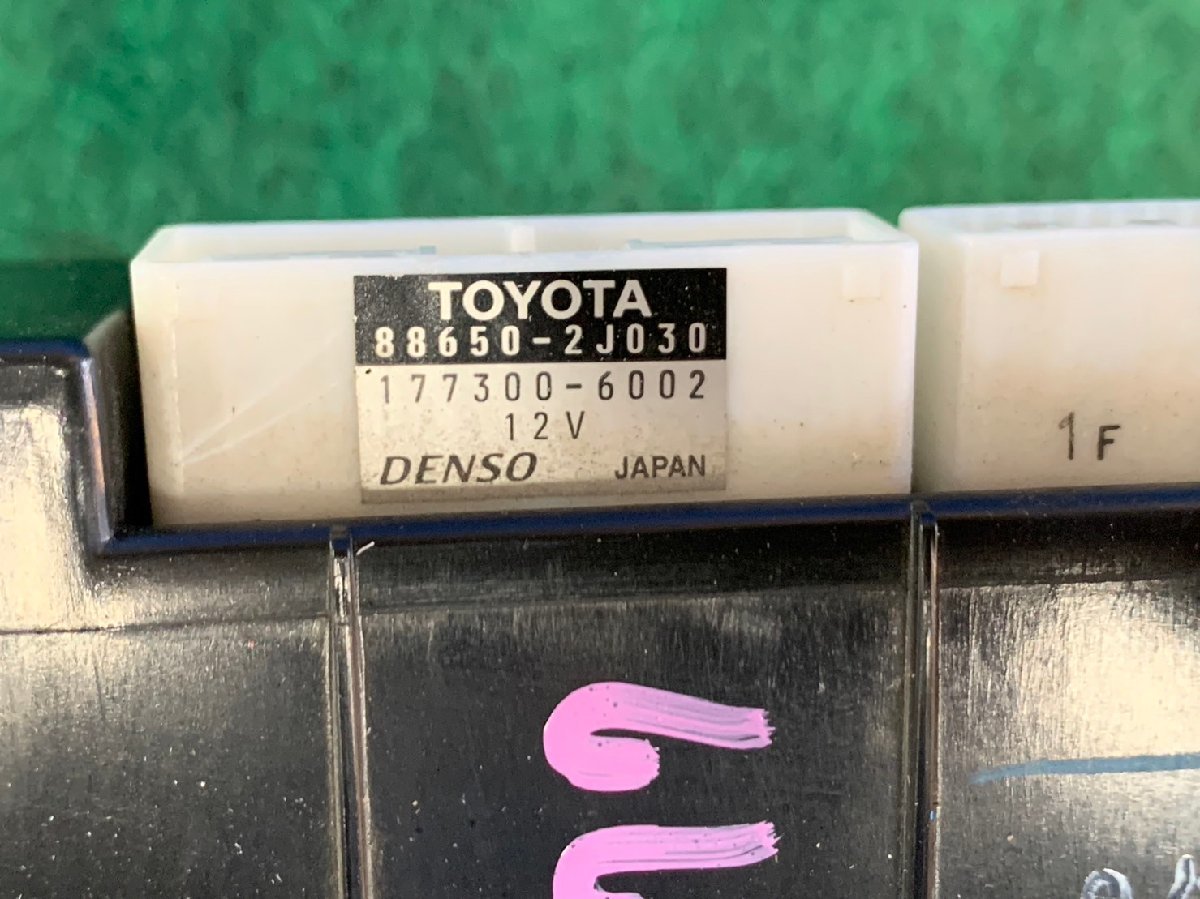 TOYOTA
88650-2J030
177300-6002
12V
DENSO JAPAN
1F